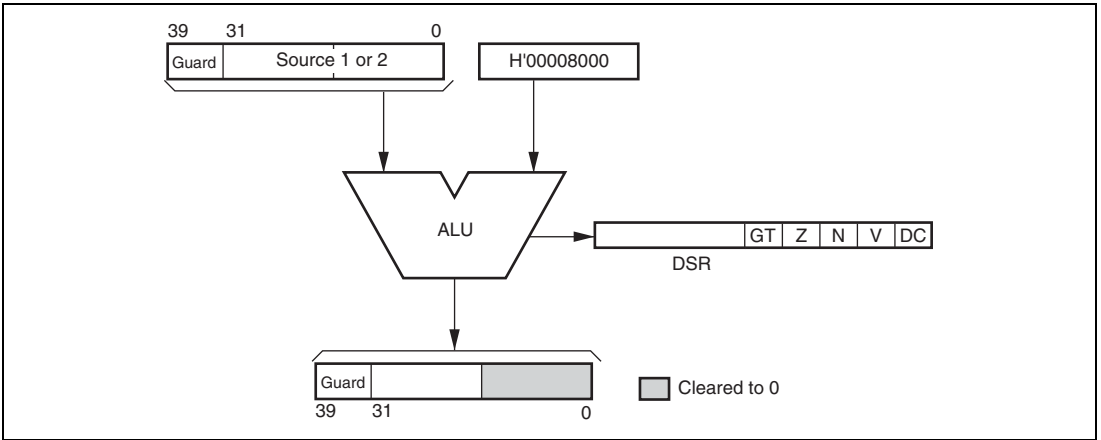 39 31 0
Guard Source 1 or 2 H'00008000
ALU
GT Z N V DC
DSR
Guard
Cleared to 0
39 31 0